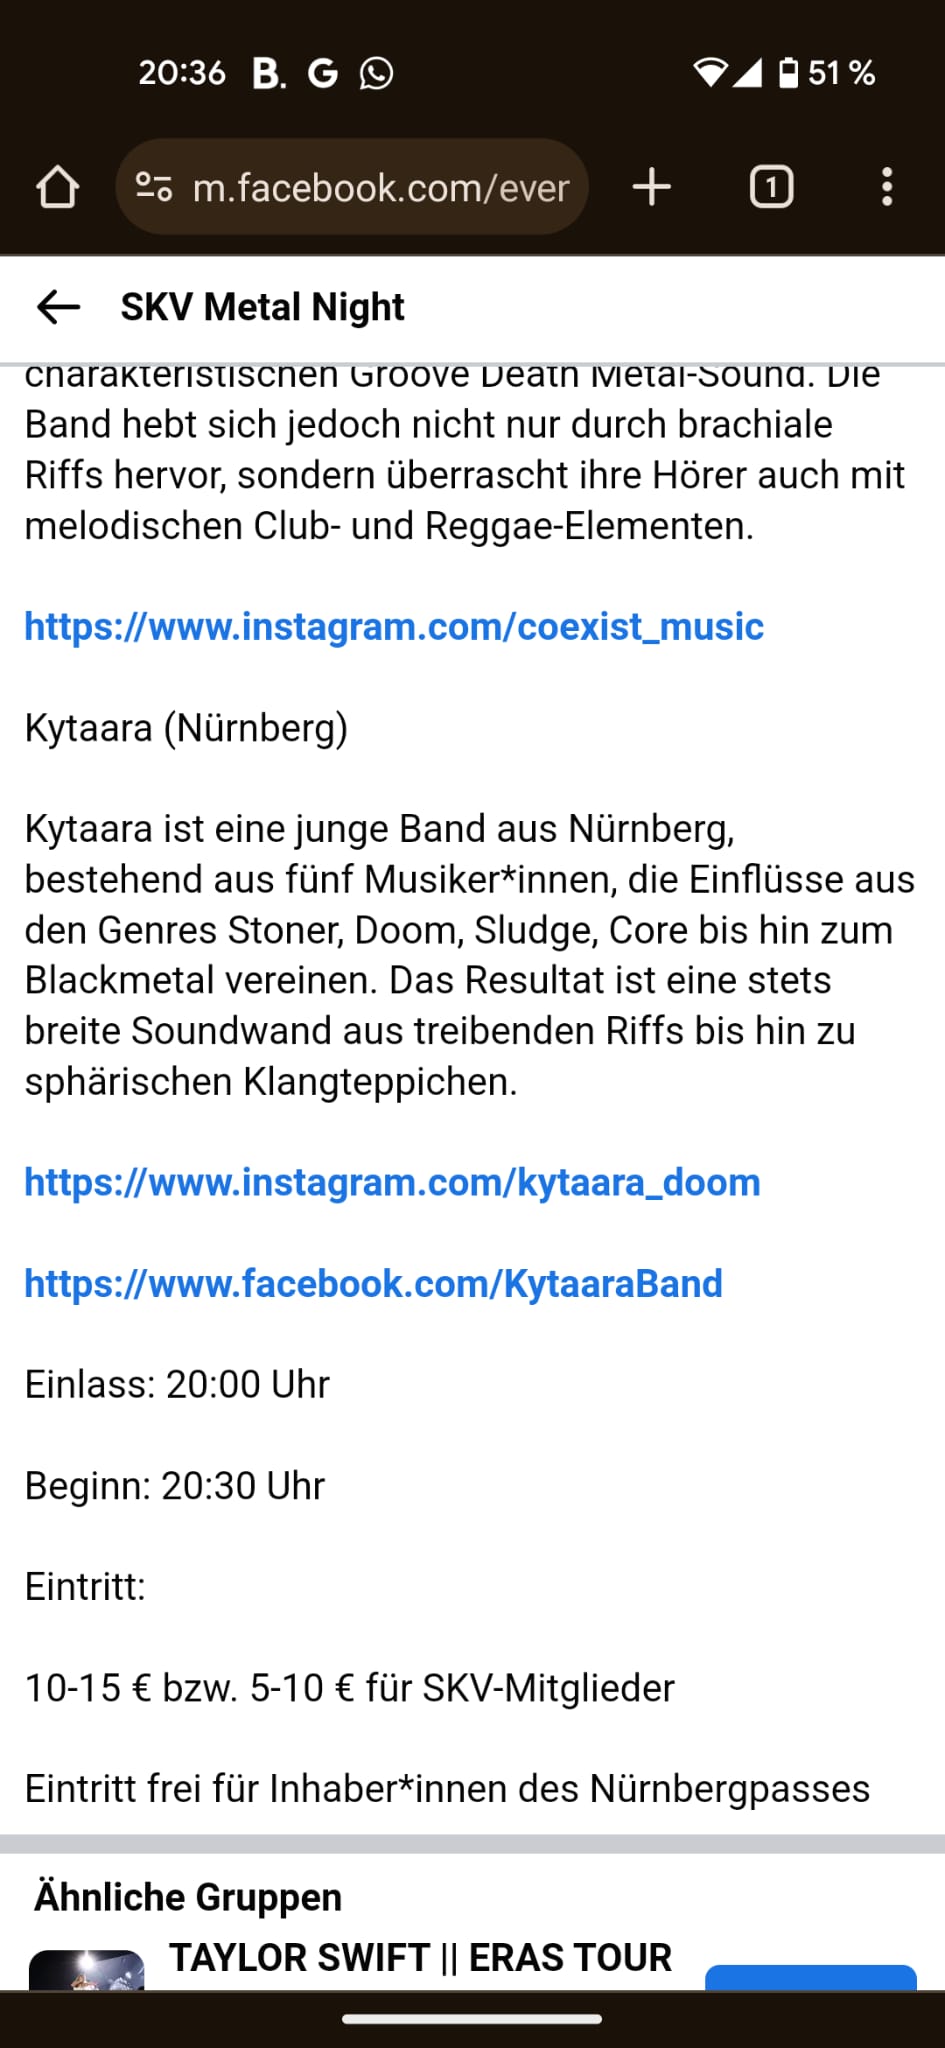 20:36 B. G 51 %
m.facebook.com/ever 1
SKV Metal Night
charakteristischen Groove Death Metal-Sound. Die
Band hebt sich jedoch nicht nur durch brachiale
Riffs hervor, sondern überrascht ihre Hörer auch mit
melodischen Club- und Reggae-Elementen.
https://www.instagram.com/coexist_music
Kytaara (Nürnberg)
Kytaara ist eine junge Band aus Nürnberg,
bestehend aus fünf Musiker*innen, die Einflüsse aus
den Genres Stoner, Doom, Sludge, Core bis hin zum
Blackmetal vereinen. Das Resultat ist eine stets
breite Soundwand aus treibenden Riffs bis hin zu
sphärischen Klangteppichen.
https://www.instagram.com/kytaara_doom
https://www.facebook.com/KytaaraBand
Einlass: 20:00 Uhr
Beginn: 20:30 Uhr
Eintritt:
10-15 € bzw. 5-10 € für SKV-Mitglieder
Eintritt frei für Inhaber*innen des Nürnbergpasses
Ähnliche Gruppen
TAYLOR SWIFT || ERAS TOUR